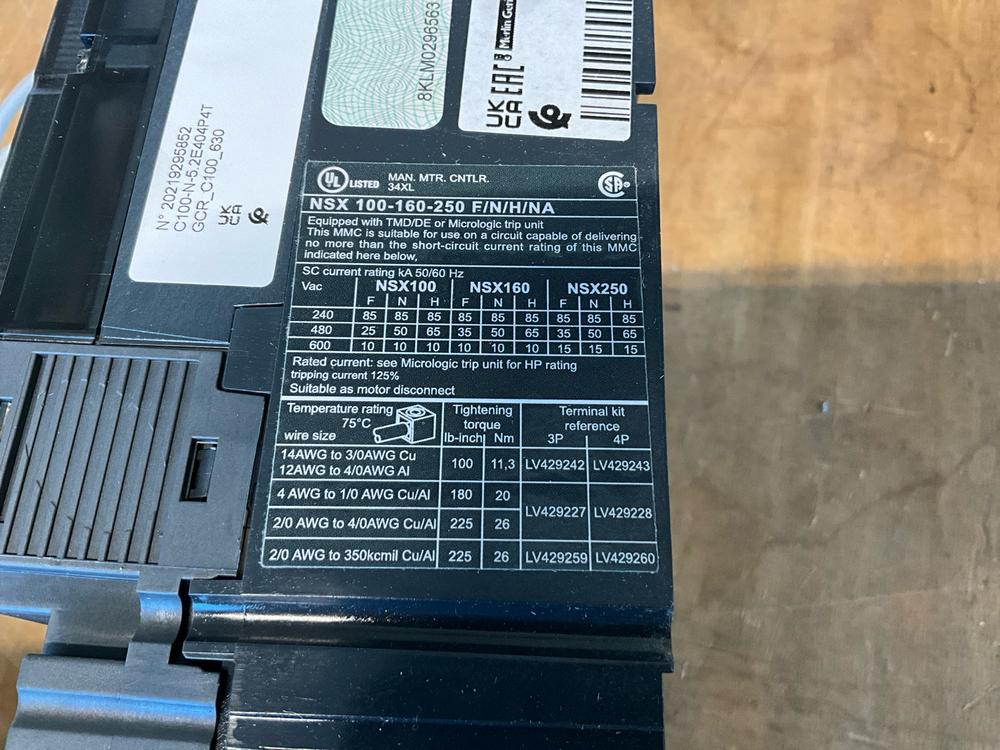 N° 20219295852
C100-N-5.2E404P4T
GCR_C100_630
UK
CA
8KLM0296563
UK
CA
EAC
Merlin Geri
UL LISTED MAN. MTR. CNTLR.
34XL
SA®
NSX 100-160-250 F/N/H/NA
Equipped with TMD/DE or Micrologic trip unit
This MMC is suitable for use on a circuit capable of delivering
no more than the short-circuit current rating of this MMC
indicated here below,
SC current rating kA 50/60 Hz
Vac NSX100 NSX160 NSX250
F N H F N H F N H
240 85 85 85 85 85 85 85 85 85
480 25 50 65 35 50 65 35 50 65
600 10 10 10 10 10 10 15 15 15
Rated current: see Micrologic trip unit for HP rating
tripping current 125%
Suitable as motor disconnect
Temperature rating
75°C
wire size
Tightening
torque
lb-inch Nm
Terminal kit
reference
3P 4P
14AWG to 3/0AWG Cu
12AWG to 4/0AWG Al
100 11,3 LV429242 LV429243
4 AWG to 1/0 AWG Cu/Al 180 20
LV429227 LV429228
2/0 AWG to 4/0AWG Cu/Al 225 26
2/0 AWG to 350kcmil Cu/Al 225 26 LV429259 LV429260